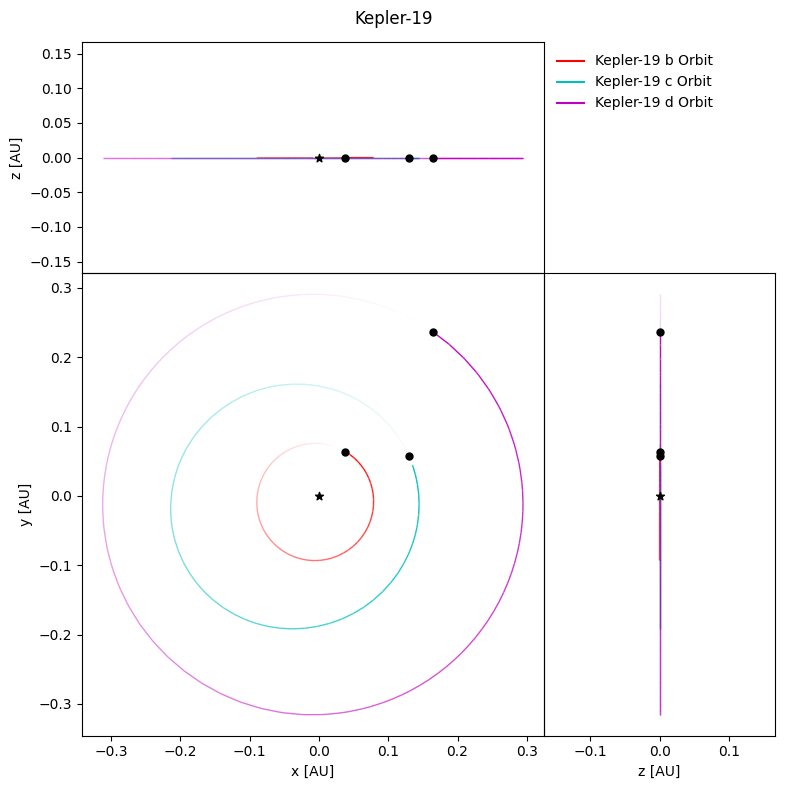 Kepler-19
Kepler-19 b Orbit
Kepler-19 c Orbit
Kepler-19 d Orbit
0.15
0.10
0.05
0.00
−0.05
−0.10
−0.15
z [AU]
0.3
0.2
0.1
0.0
−0.1
−0.2
−0.3
y [AU]
−0.3 −0.2 −0.1 0.0 0.1 0.2 0.3
x [AU]
−0.1 0.0 0.1
z [AU]